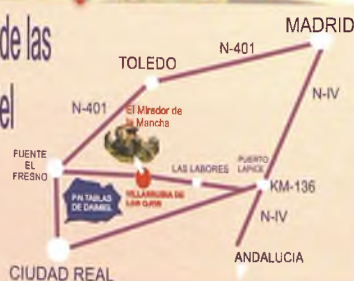 de las
el
MADRID
N-401
TOLEDO
N-IV
N-401
El Mirador de
la Mancha
FUENTE
EL
FRESNO
LAS LABORES
PUERTO
LAPICE
P.N.TABLAS
DE DAIMIEL
VILLARRUBIA DE
LOS OJOS
KM-136
N-IV
ANDALUCIA
CIUDAD REAL